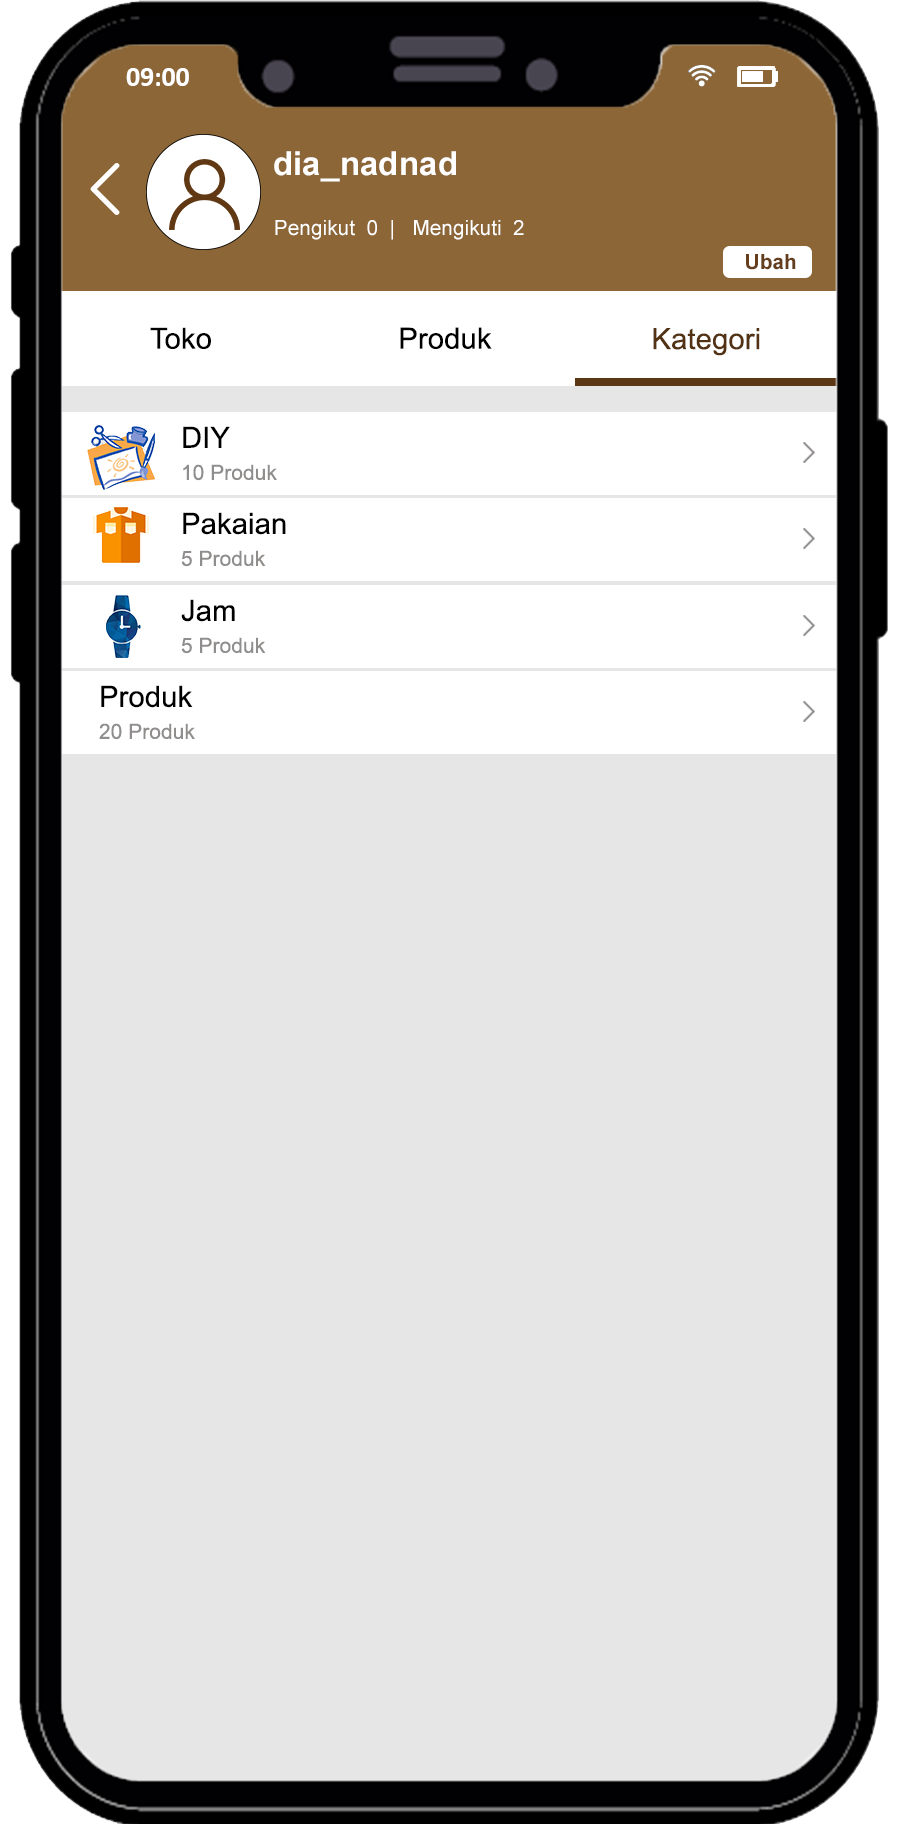 09:00
dia_nadnad
Pengikut 0 | Mengikuti 2
Ubah
Toko Produk Kategori
DIY
10 Produk
Pakaian
5 Produk
Jam
5 Produk
Produk
20 Produk